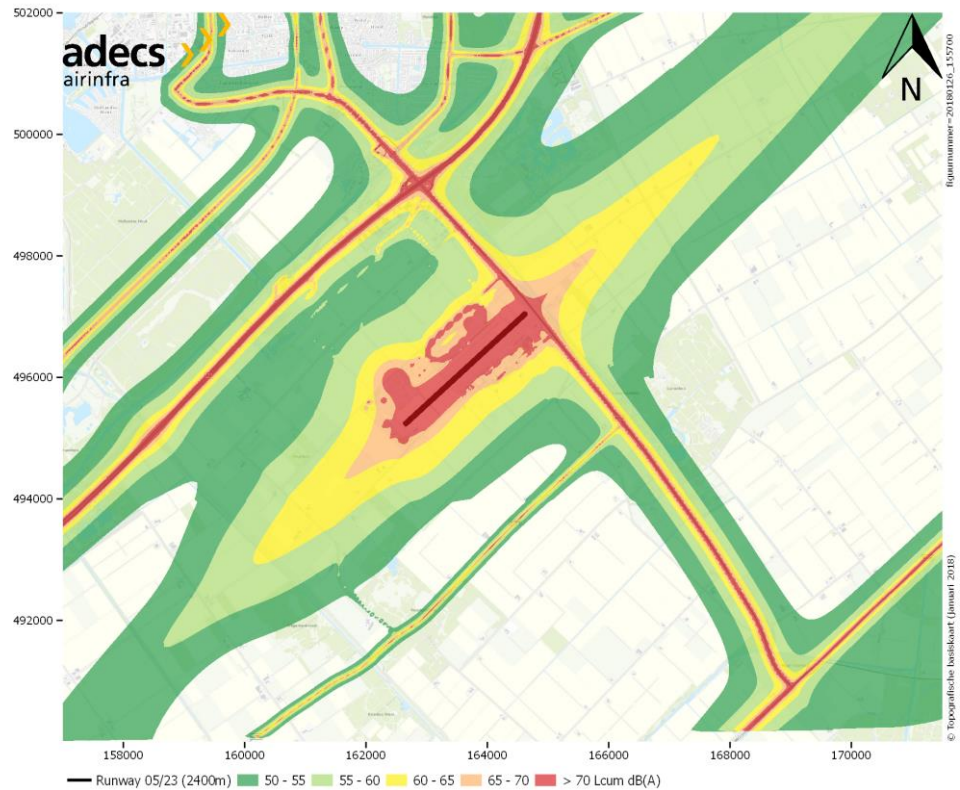 502000
adecs
airinfra
N
figuurnummer=20180126_155700
500000
498000
496000
494000
492000
© Topografische basiskaart (Januari 2018)
158000 160000 162000 164000 166000 168000 170000
Runway 05/23 (2400m) 50 - 55 55 - 60 60 - 65 65 - 70 > 70 Lcum dB(A)